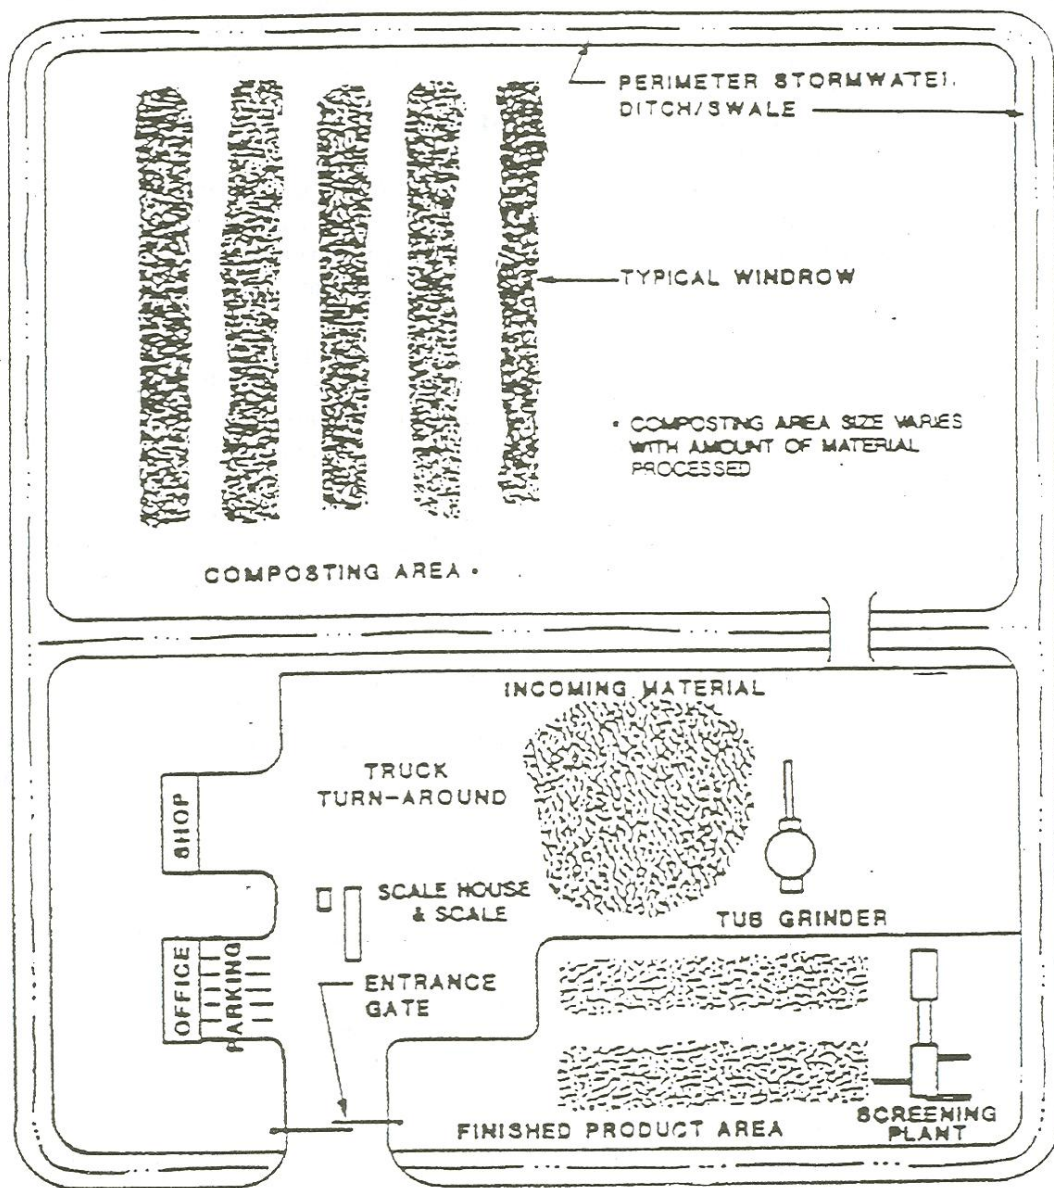 PERIMETER STORMWATER
DITCH/SWALE
TYPICAL WINDROW
• COMPOSTING AREA SIZE VARIES
WITH AMOUNT OF MATERIAL
PROCESSED
COMPOSTING AREA •
INCOMING MATERIAL
TRUCK
TURN-AROUND
SHOP
SCALE HOUSE
& SCALE
TUB GRINDER
OFFICE
PARKING
ENTRANCE
GATE
SCREENING
PLANT
FINISHED PRODUCT AREA